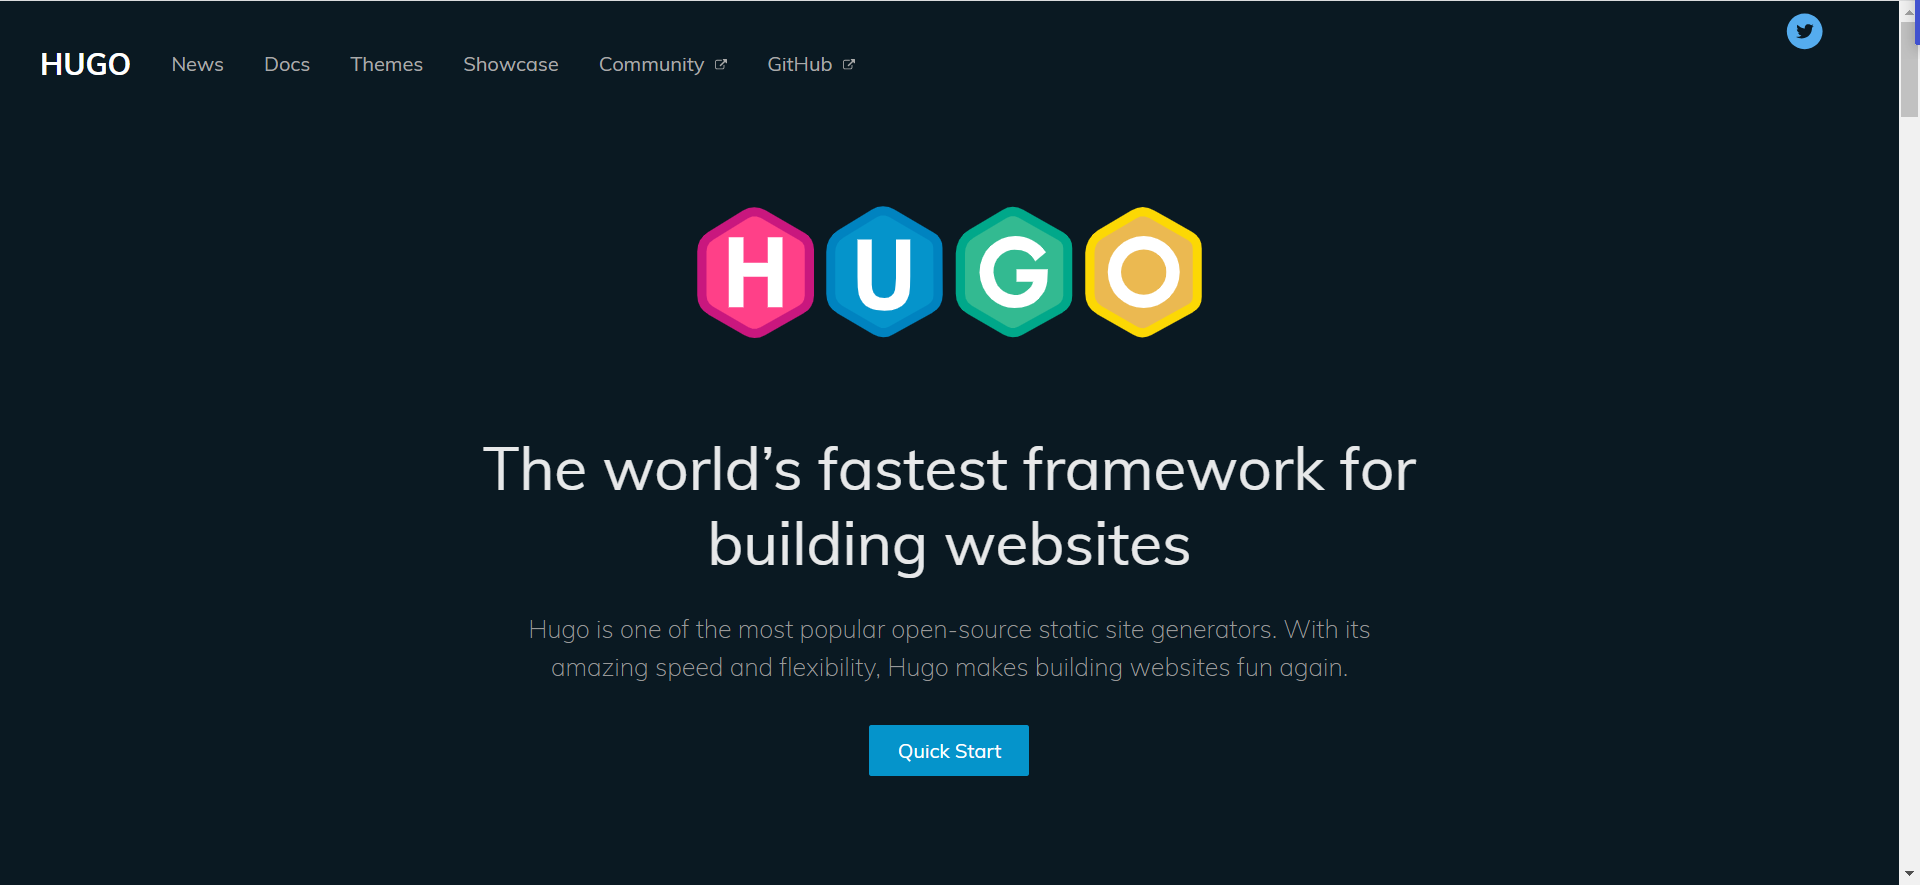 HUGO News Docs Themes Showcase Community GitHub
HUGO
The world’s fastest framework for
building websites
Hugo is one of the most popular open-source static site generators. With its
amazing speed and flexibility, Hugo makes building websites fun again.
Quick Start